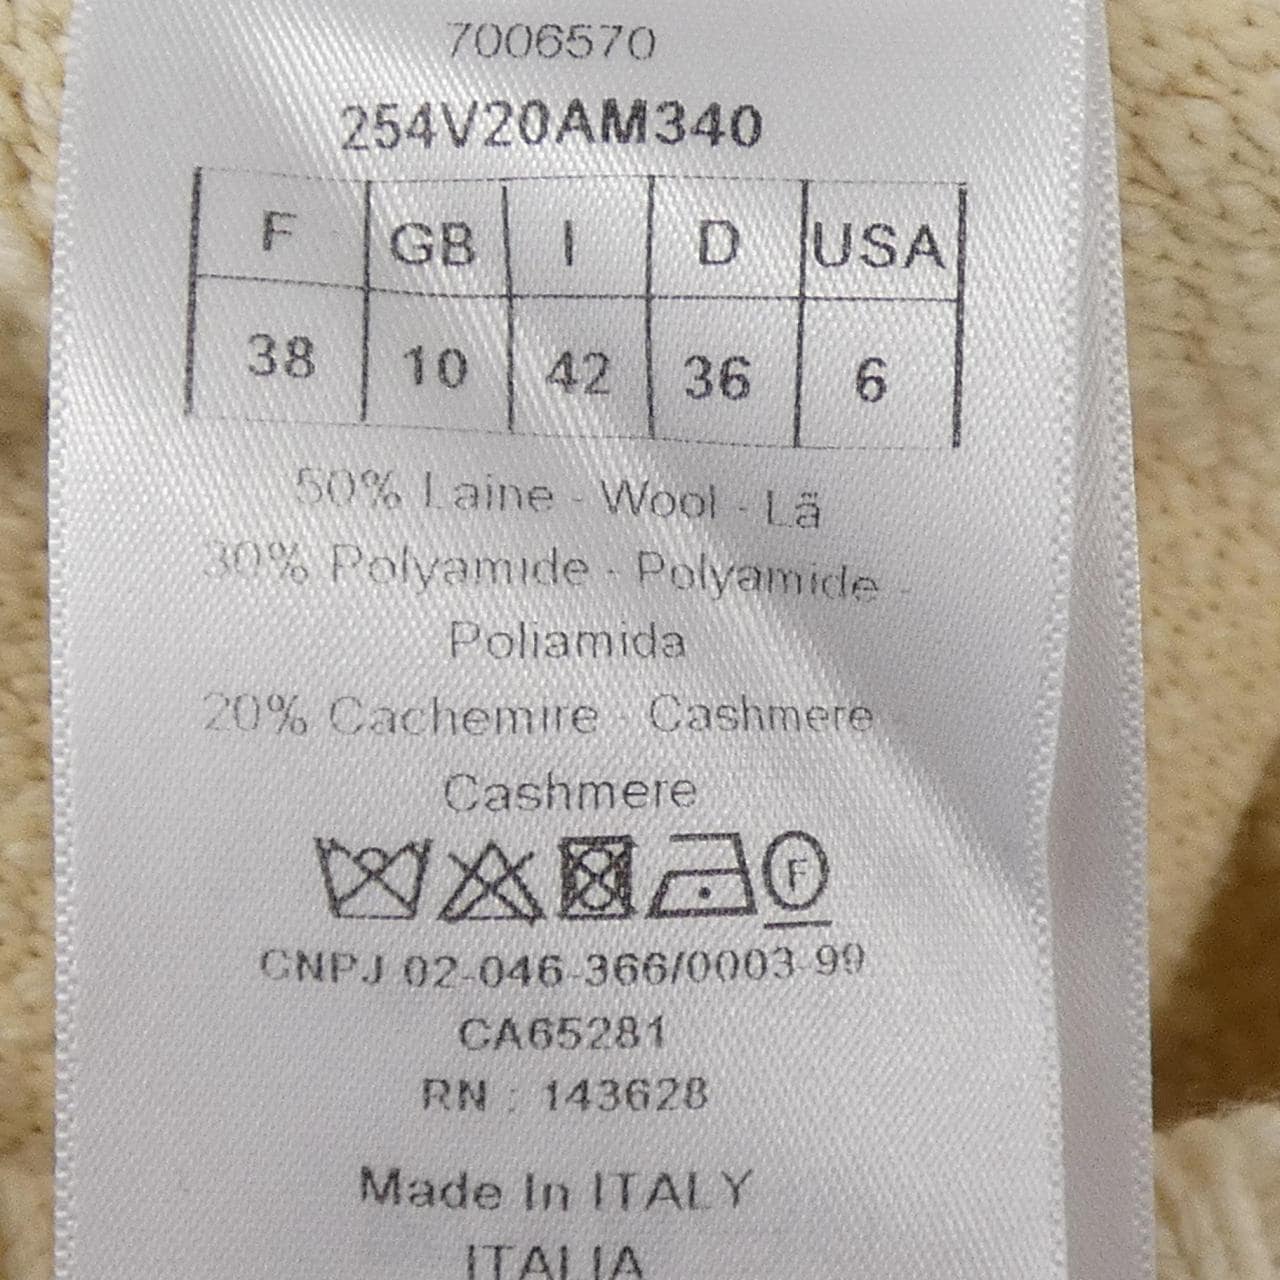 7006570
254V20AM340
F GB I D USA
38 10 42 36 6
50% Laine - Wool - Lã
30% Polyamide - Polyamide -
Poliamida
20% Cachemire - Cashmere
Cashmere
F
CNPJ 02-046-366/0003-99
CA65281
RN : 143628
Made In ITALY
ITALIA